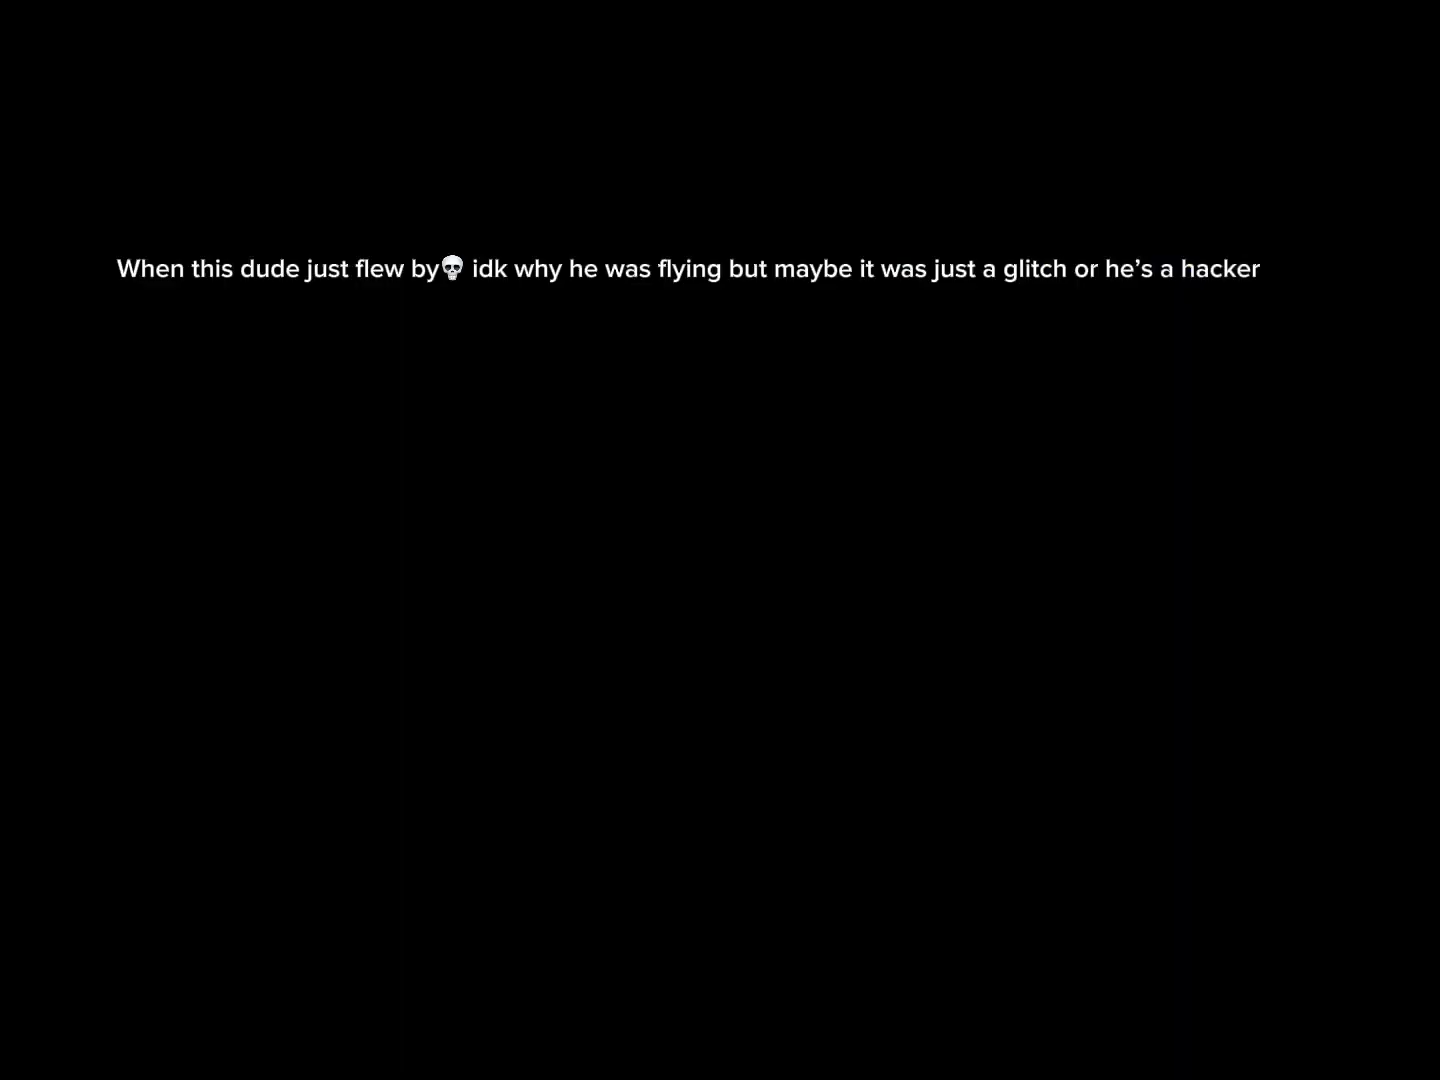 When this dude just flew by💀 idk why he was flying but maybe it was just a glitch or he’s a hacker